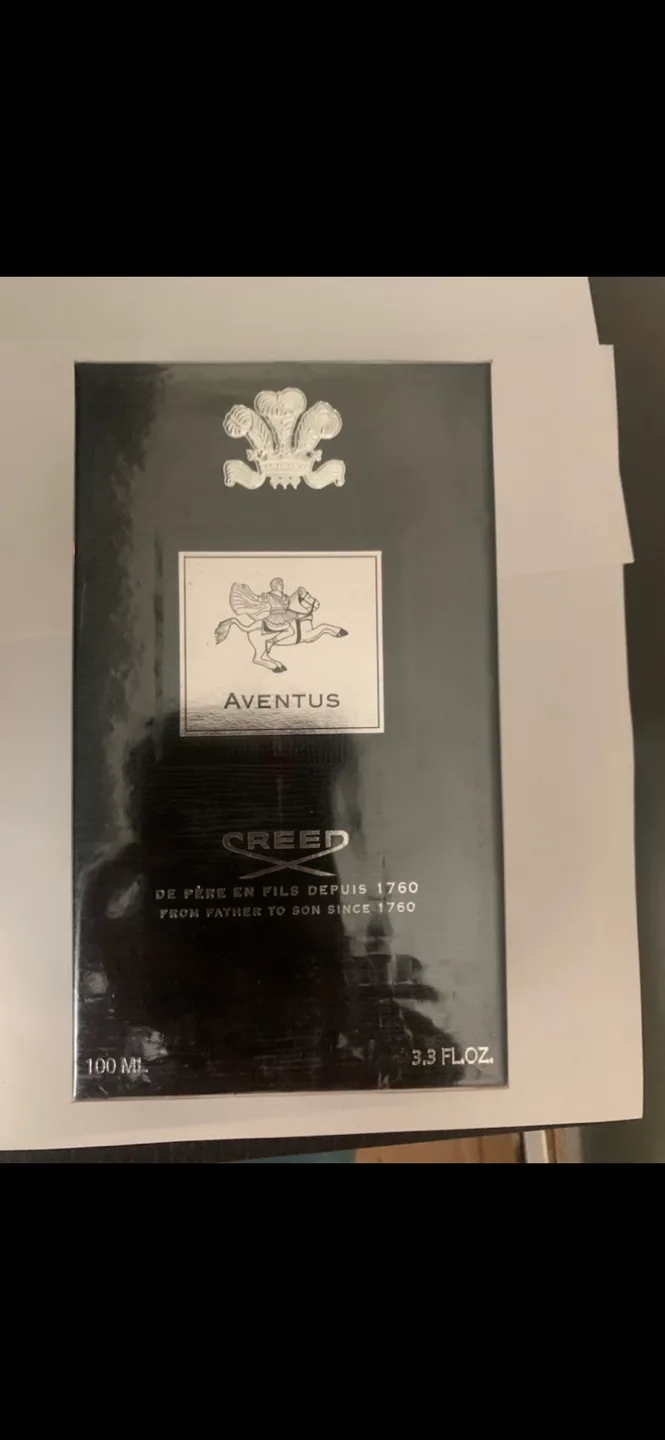 AVENTUS
CREED
DE PÈRE EN FILS DEPUIS 1760
FROM FATHER TO SON SINCE 1760
100 ML
3.3 FL.OZ.